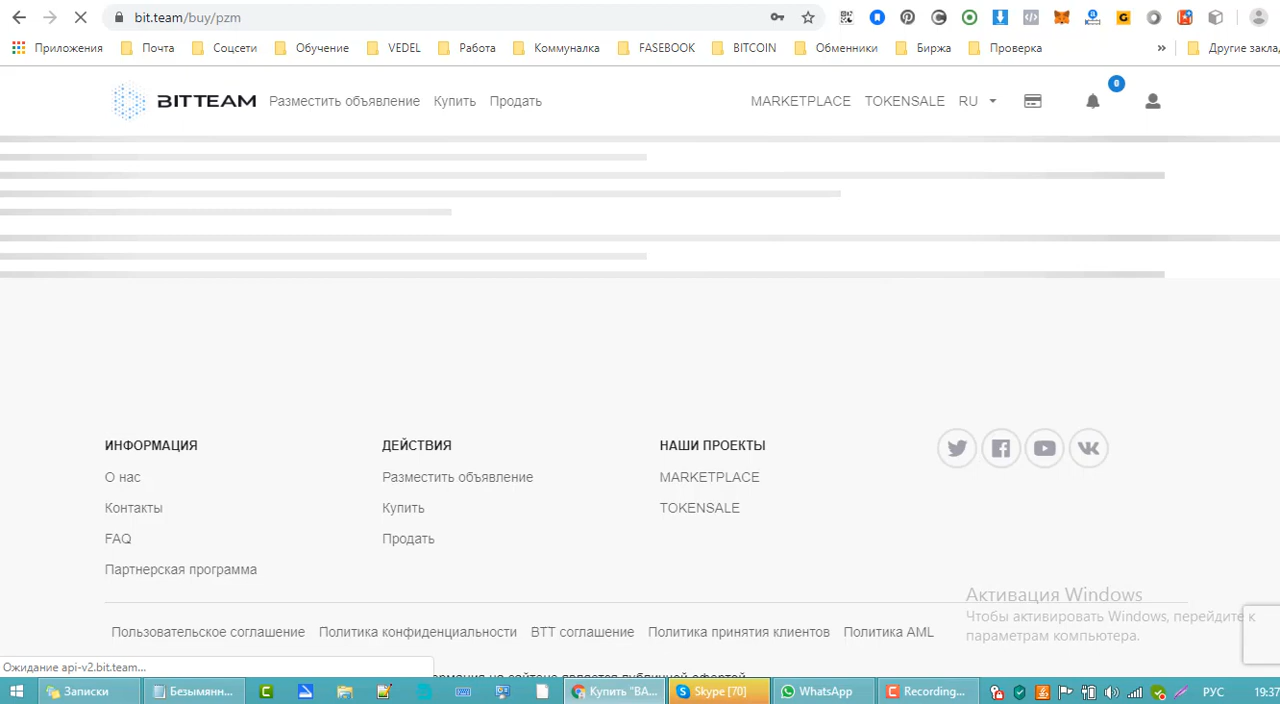 bit.team/buy/pzm
Приложения Почта Соцсети Обучение VEDEL Работа Коммуналка FASEBOOK BITCOIN Обменники Биржа Проверка » Другие закла
BITTEAM Разместить объявление Купить Продать MARKETPLACE TOKENSALE RU 0
ИНФОРМАЦИЯ ДЕЙСТВИЯ НАШИ ПРОЕКТЫ
О нас Разместить объявление MARKETPLACE
Контакты Купить TOKENSALE
FAQ Продать
Партнерская программа
Активация Windows
Чтобы активировать Windows, перейдите к
параметрам компьютера.
Пользовательское соглашение Политика конфиденциальности BTT соглашение Политика принятия клиентов Политика AML
Ожидание api-v2.bit.team...
Записки Безымянн... Купить "BA... Skype [70] WhatsApp Recording... РУС 19:37